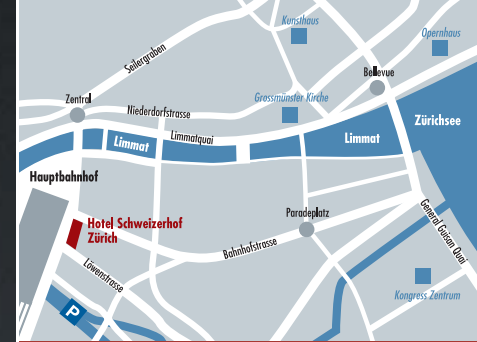 Kunsthaus
Opernhaus
Seilergraben
Bellevue
Zentral
Grossmünster Kirche
Niederdorfstrasse
Zürichsee
Limmatquai
Limmat
Limmat
Hauptbahnhof
General Guisan Quai
Paradeplatz
Hotel Schweizerhof
Zürich
Bahnhofstrasse
Löwenstrasse
Kongress Zentrum
P